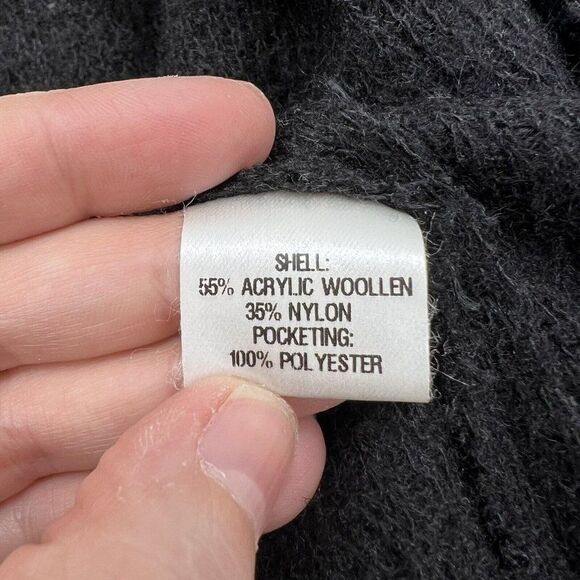 SHELL:
55% ACRYLIC WOOLLEN
35% NYLON
POCKETING:
100% POLYESTER